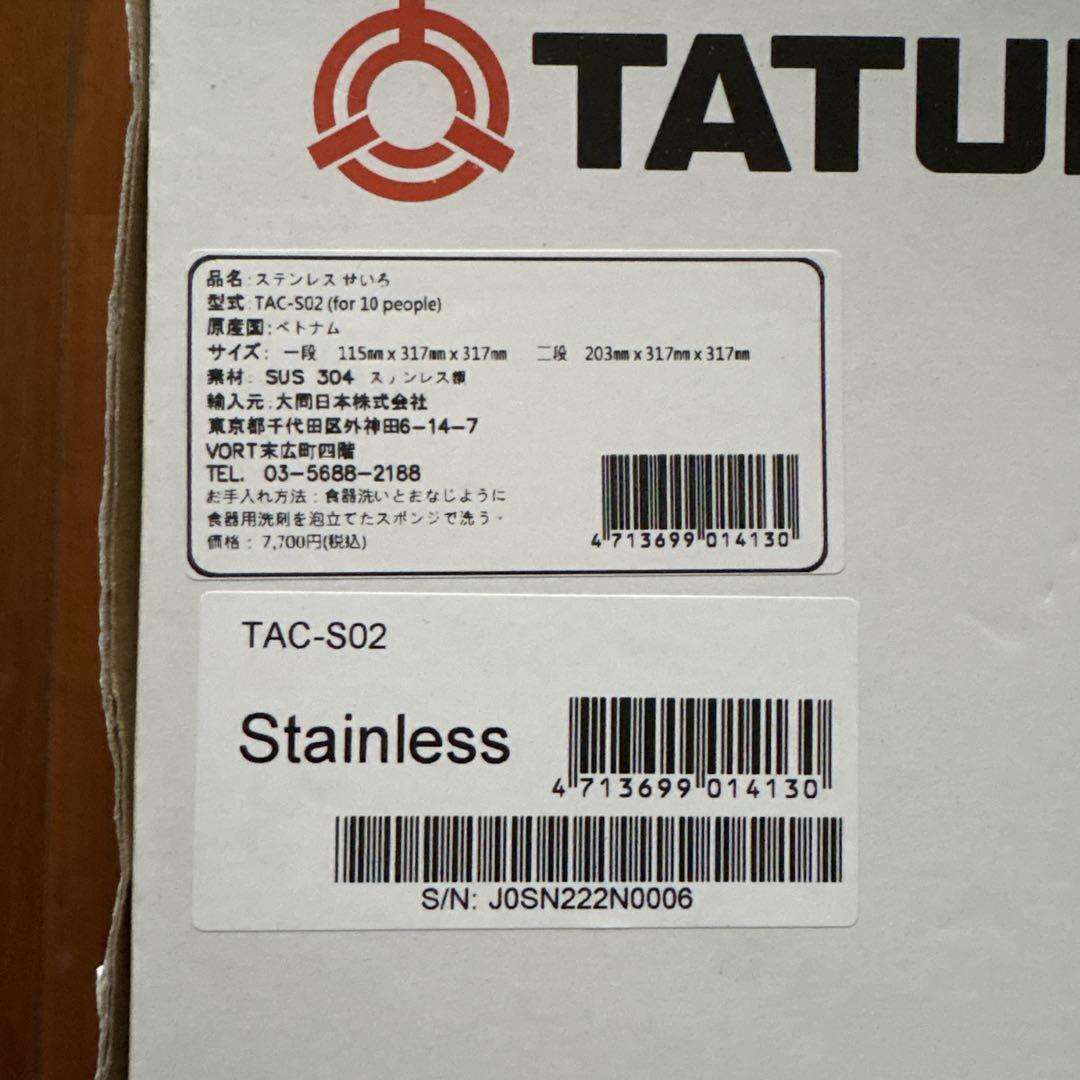 TATU
品名:ステンレス せいろ
型式:TAC-S02 (for 10 people)
原産国:ベトナム
サイズ: 一段 115mm x 317mm x 317mm 二段 203mm x 317mm x 317mm
素材: SUS 304 ステンレス鋼
輸入元:大同日本株式会社
東京都千代田区外神田6-14-7
VORT末広町四階
TEL. 03-5688-2188
お手入れ方法:食器洗いとおなじように
食器用洗剤を泡立てたスポンジで洗う。
価格: 7,700円(税込)
4 713699 014130
TAC-S02
Stainless
4 713699 014130
S/N: J0SN222N0006